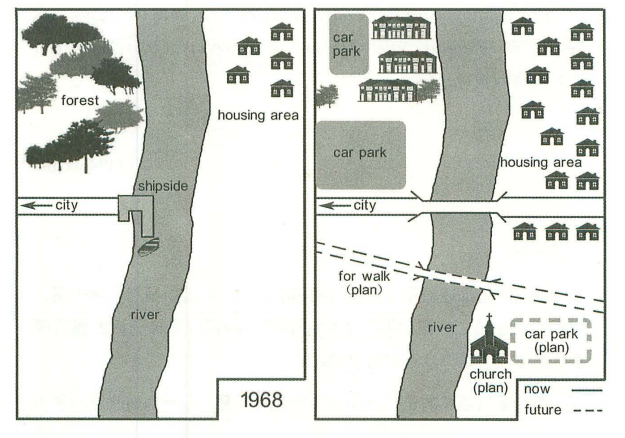 forest
housing area
shipside
city
river
1968
car
park
car park
housing area
city
for walk
(plan)
river
car park
(plan)
church
(plan)
now
future